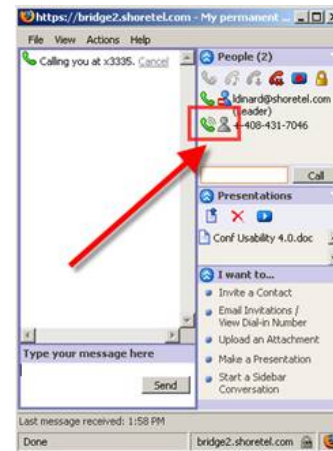 https://bridge2.shoretel.com - My permanent ...
File View Actions Help
Calling you at x3335. Cancel
People (2)
ldinard@shoretel.com
(Leader)
1-408-431-7046
Call
Presentations
Conf Usability 4.0.doc
I want to...
Invite a Contact
Email Invitations /
View Dial-in Number
Upload an Attachment
Make a Presentation
Start a Sidebar
Conversation
Type your message here
Send
Last message received: 1:58 PM
Done
bridge2.shoretel.com